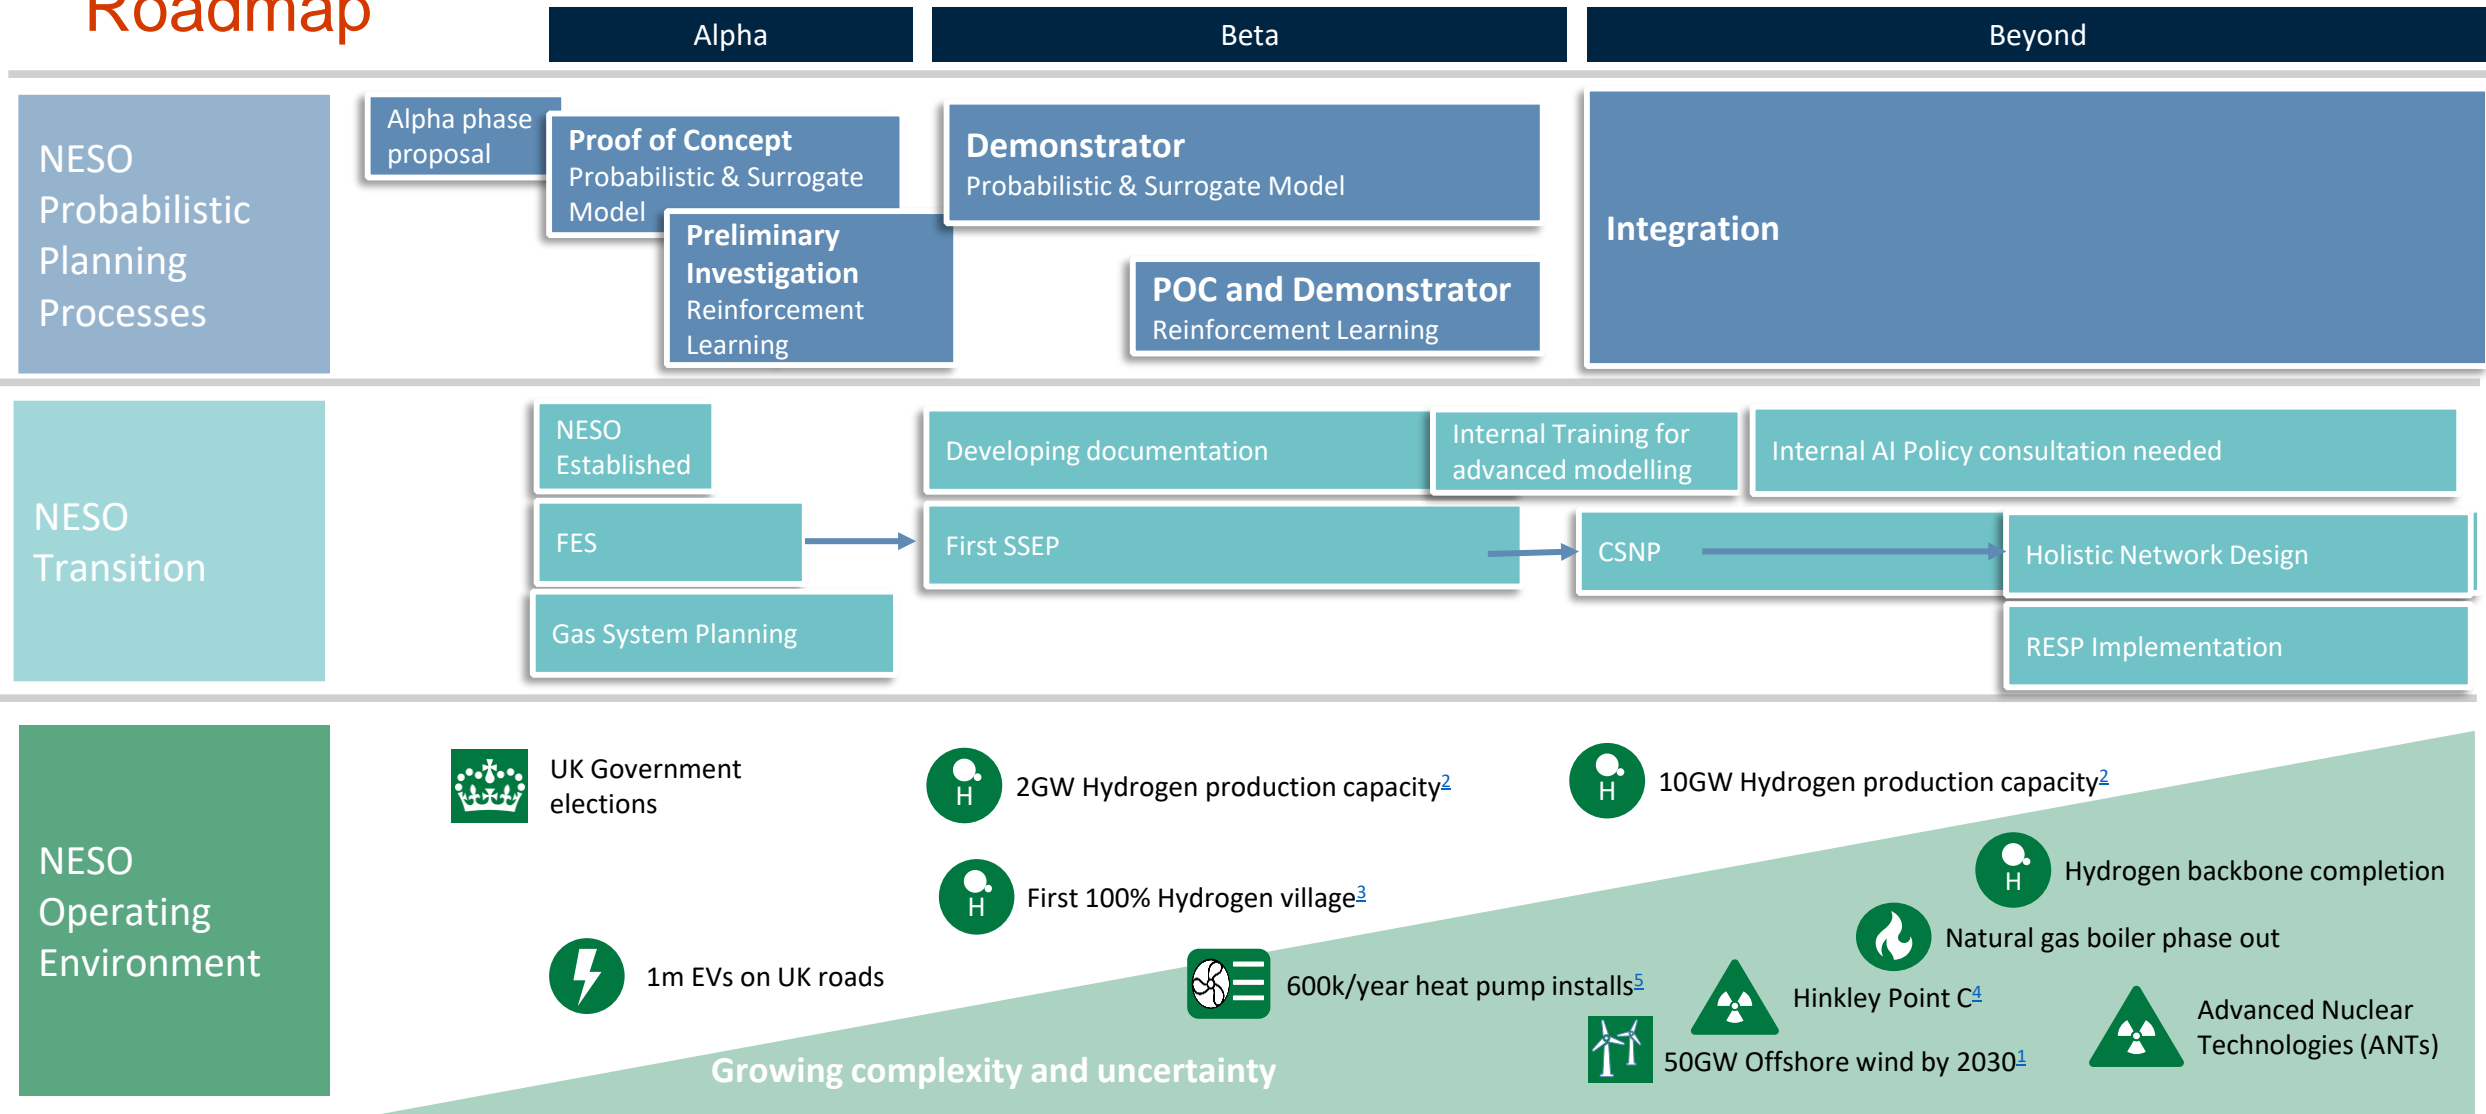 Roadmap
Alpha
Beta
Beyond
NESO
Probabilistic
Planning
Processes
Alpha phase
proposal
Proof of Concept
Probabilistic & Surrogate
Model
Preliminary
Investigation
Reinforcement
Learning
Demonstrator
Probabilistic & Surrogate Model
POC and Demonstrator
Reinforcement Learning
Integration
NESO
Transition
NESO
Established
Developing documentation
Internal Training for
advanced modelling
Internal AI Policy consultation needed
FES
First SSEP
CSNP
Holistic Network Design
Gas System Planning
RESP Implementation
NESO
Operating
Environment
UK Government
elections
H
2GW Hydrogen production capacity2
H
10GW Hydrogen production capacity2
H
First 100% Hydrogen village3
H
Hydrogen backbone completion
1m EVs on UK roads
600k/year heat pump installs5
Natural gas boiler phase out
Hinkley Point C4
50GW Offshore wind by 20301
Advanced Nuclear
Technologies (ANTs)
Growing complexity and uncertainty